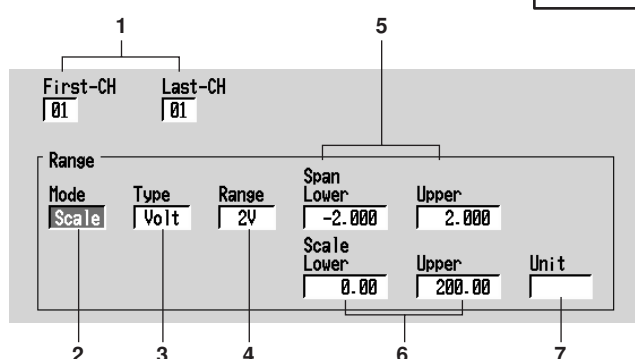 1 5
First-CH Last-CH
01 01
Range
Span
Mode Type Range Lower Upper
Scale Volt 2V -2.000 2.000
Scale
Lower Upper Unit
0.00 200.00
2 3 4 6 7